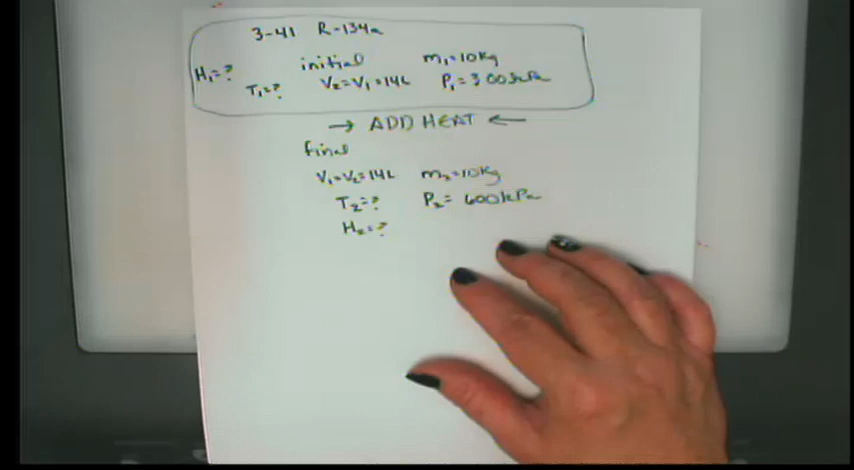 3-41 R-134a
initial m₁=10Kg
H₁=?
T₁=? V₂=V₁=14L P₁=300kPa
→ ADD HEAT ←
final
V₁=V₂=14L m₂=10Kg
T₂=? P₂=600kPa
H₂=?